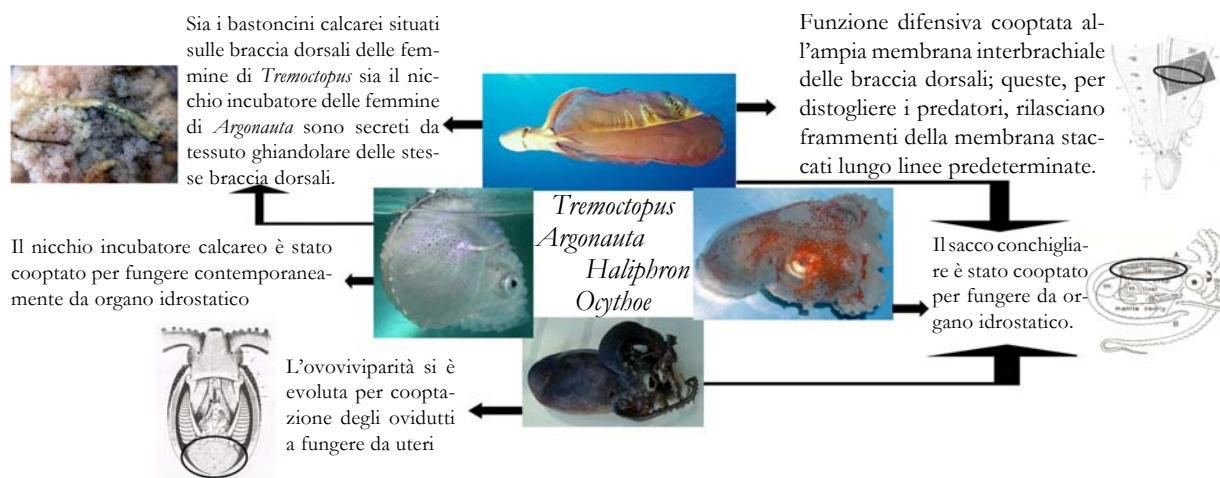 Sia i bastoncini calcarei situati
sulle braccia dorsali delle fem-
mine di Tremoctopus sia il nic-
chio incubatore delle femmine
di Argonauta sono secreti da
tessuto ghiandolare delle stes-
se braccia dorsali.
Funzione difensiva cooptata al-
l'ampia membrana interbrachiale
delle braccia dorsali; queste, per
distogliere i predatori, rilasciano
frammenti della membrana stac-
cati lungo linee predeterminate.
Tremoctopus
Argonauta
Haliphron
Ocythoe
Il nicchio incubatore calcareo è stato
cooptato per fungere contemporanea-
mente da organo idrostatico
Il sacco conchiglia-
re è stato cooptato
per fungere da or-
gano idrostatico.
A
mantle cavity
B
L'ovoviviparità si è
evoluta per coopta-
zione degli ovidutti
a fungere da uteri